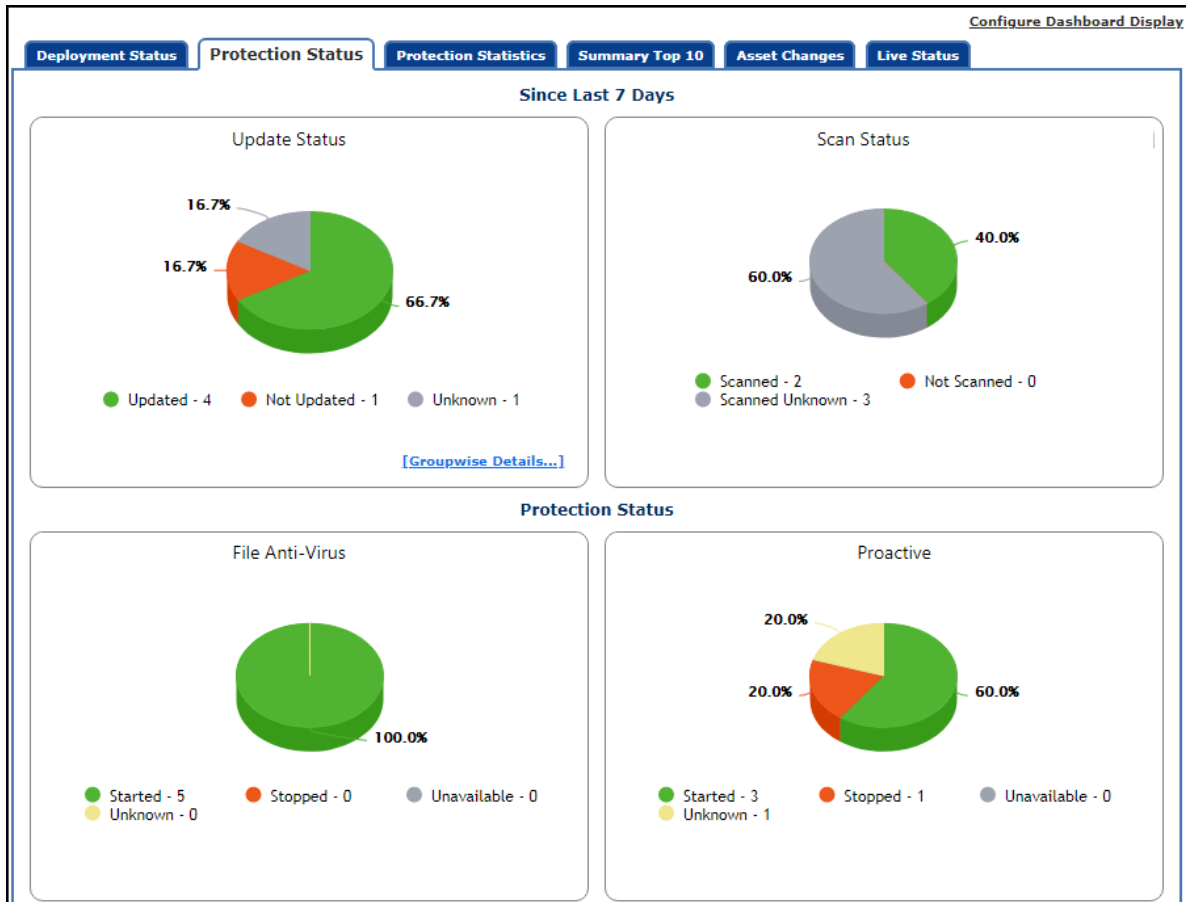 Configure Dashboard Display
Deployment Status Protection Status Protection Statistics Summary Top 10 Asset Changes Live Status
Since Last 7 Days
Update Status
16.7%
16.7%
66.7%
Updated - 4 Not Updated - 1 Unknown - 1
[Groupwise Details...]
Scan Status
40.0%
60.0%
Scanned - 2 Not Scanned - 0
Scanned Unknown - 3
Protection Status
File Anti-Virus
100.0%
Started - 5 Stopped - 0 Unavailable - 0
Unknown - 0
Proactive
20.0%
20.0% 60.0%
Started - 3 Stopped - 1 Unavailable - 0
Unknown - 1